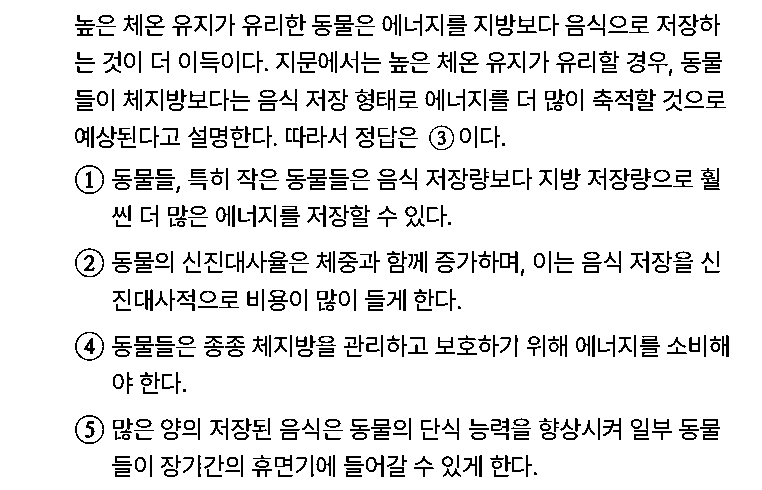 높은 체온 유지가 유리한 동물은 에너지를 지방보다 음식으로 저장하
는 것이 더 이득이다. 지문에서는 높은 체온 유지가 유리할 경우, 동물
들이 체지방보다는 음식 저장 형태로 에너지를 더 많이 축적할 것으로
예상된다고 설명한다. 따라서 정답은 ③이다.
① 동물들, 특히 작은 동물들은 음식 저장량보다 지방 저장량으로 훨
씬 더 많은 에너지를 저장할 수 있다.
② 동물의 신진대사율은 체중과 함께 증가하며, 이는 음식 저장을 신
진대사적으로 비용이 많이 들게 한다.
④ 동물들은 종종 체지방을 관리하고 보호하기 위해 에너지를 소비해
야 한다.
⑤ 많은 양의 저장된 음식은 동물의 단식 능력을 향상시켜 일부 동물
들이 장기간의 휴면기에 들어갈 수 있게 한다.